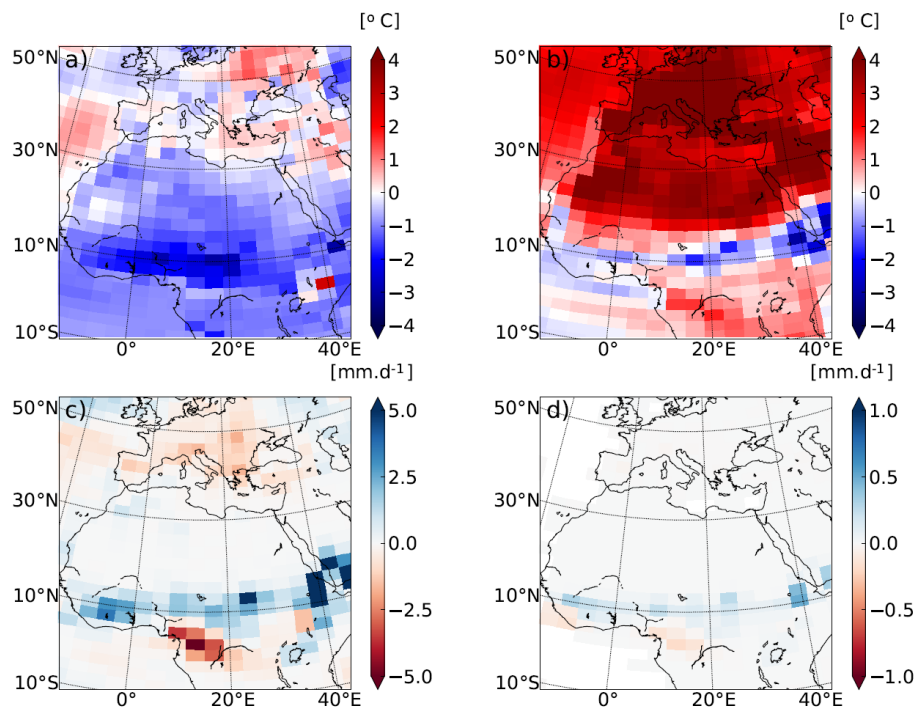 [° C] [° C]
a) b)
50°N 4 50°N 4
3 3
2 2
30°N 1 30°N 1
0 0
−1 −1
10°N 10°N
−2 −2
−3 −3
10°S −4 10°S −4
0° 20°E 40°E 0° 20°E 40°E
[mm.d-1] [mm.d-1]
c) d)
50°N 5.0 50°N 1.0
2.5 0.5
30°N 30°N
0.0 0.0
10°N 10°N
−2.5 −0.5
10°S −5.0 10°S −1.0
0° 20°E 40°E 0° 20°E 40°E